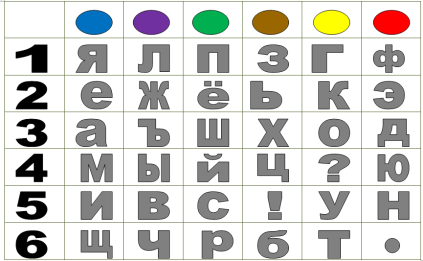 1 я л п з г ф
2 е ж ё ь к э
3 а ъ ш х о д
4 м ы й ц ? ю
5 и в с ! у н
6 щ ч р б т •